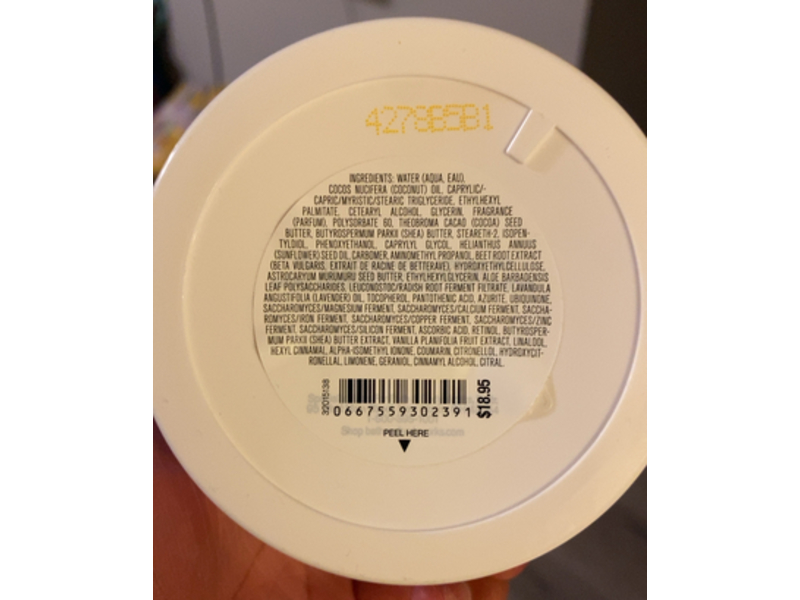 4278B5B1
INGREDIENTS: WATER (AQUA, EAU),
COCOS NUCIFERA (COCONUT) OIL, CAPRYLIC/-
CAPRIC/MYRISTIC/STEARIC TRIGLYCERIDE, ETHYLHEXYL
PALMITATE, CETEARYL ALCOHOL, GLYCERIN, FRAGRANCE
(PARFUM), POLYSORBATE 60, THEOBROMA CACAO (COCOA) SEED
BUTTER, BUTYROSPERMUM PARKII (SHEA) BUTTER, STEARETH-2, ISOPEN-
TYLDIOL, PHENOXYETHANOL, CAPRYLYL GLYCOL, HELIANTHUS ANNUUS
(SUNFLOWER) SEED OIL, CARBOMER, AMINOMETHYL PROPANOL, BEET ROOT EXTRACT
(BETA VULGARIS, EXTRAIT DE RACINE DE BETTERAVE), HYDROXYETHYLCELLULOSE,
ASTROCARYUM MURUMURU SEED BUTTER, ETHYLHEXYLGLYCERIN, ALOE BARBADENSIS
LEAF POLYSACCHARIDES, LEUCONOSTOC/RADISH ROOT FERMENT FILTRATE, LAVANDULA
ANGUSTIFOLIA (LAVENDER) OIL, TOCOPHEROL, PANTOTHENIC ACID, AZURITE, UBIQUINONE,
SACCHAROMYCES/MAGNESIUM FERMENT, SACCHAROMYCES/CALCIUM FERMENT, SACCHA-
ROMYCES/IRON FERMENT, SACCHAROMYCES/COPPER FERMENT, SACCHAROMYCES/ZINC
FERMENT, SACCHAROMYCES/SILICON FERMENT, ASCORBIC ACID, RETINOL, BUTYROSPER-
MUM PARKII (SHEA) BUTTER EXTRACT, VANILLA PLANIFOLIA FRUIT EXTRACT, LINALOOL,
HEXYL CINNAMAL, ALPHA-ISOMETHYL IONONE, COUMARIN, CITRONELLOL, HYDROXYCIT-
RONELLAL, LIMONENE, GERANIOL, CINNAMYL ALCOHOL, CITRAL.
32015138
0667559302391
$18.95
PEEL HERE